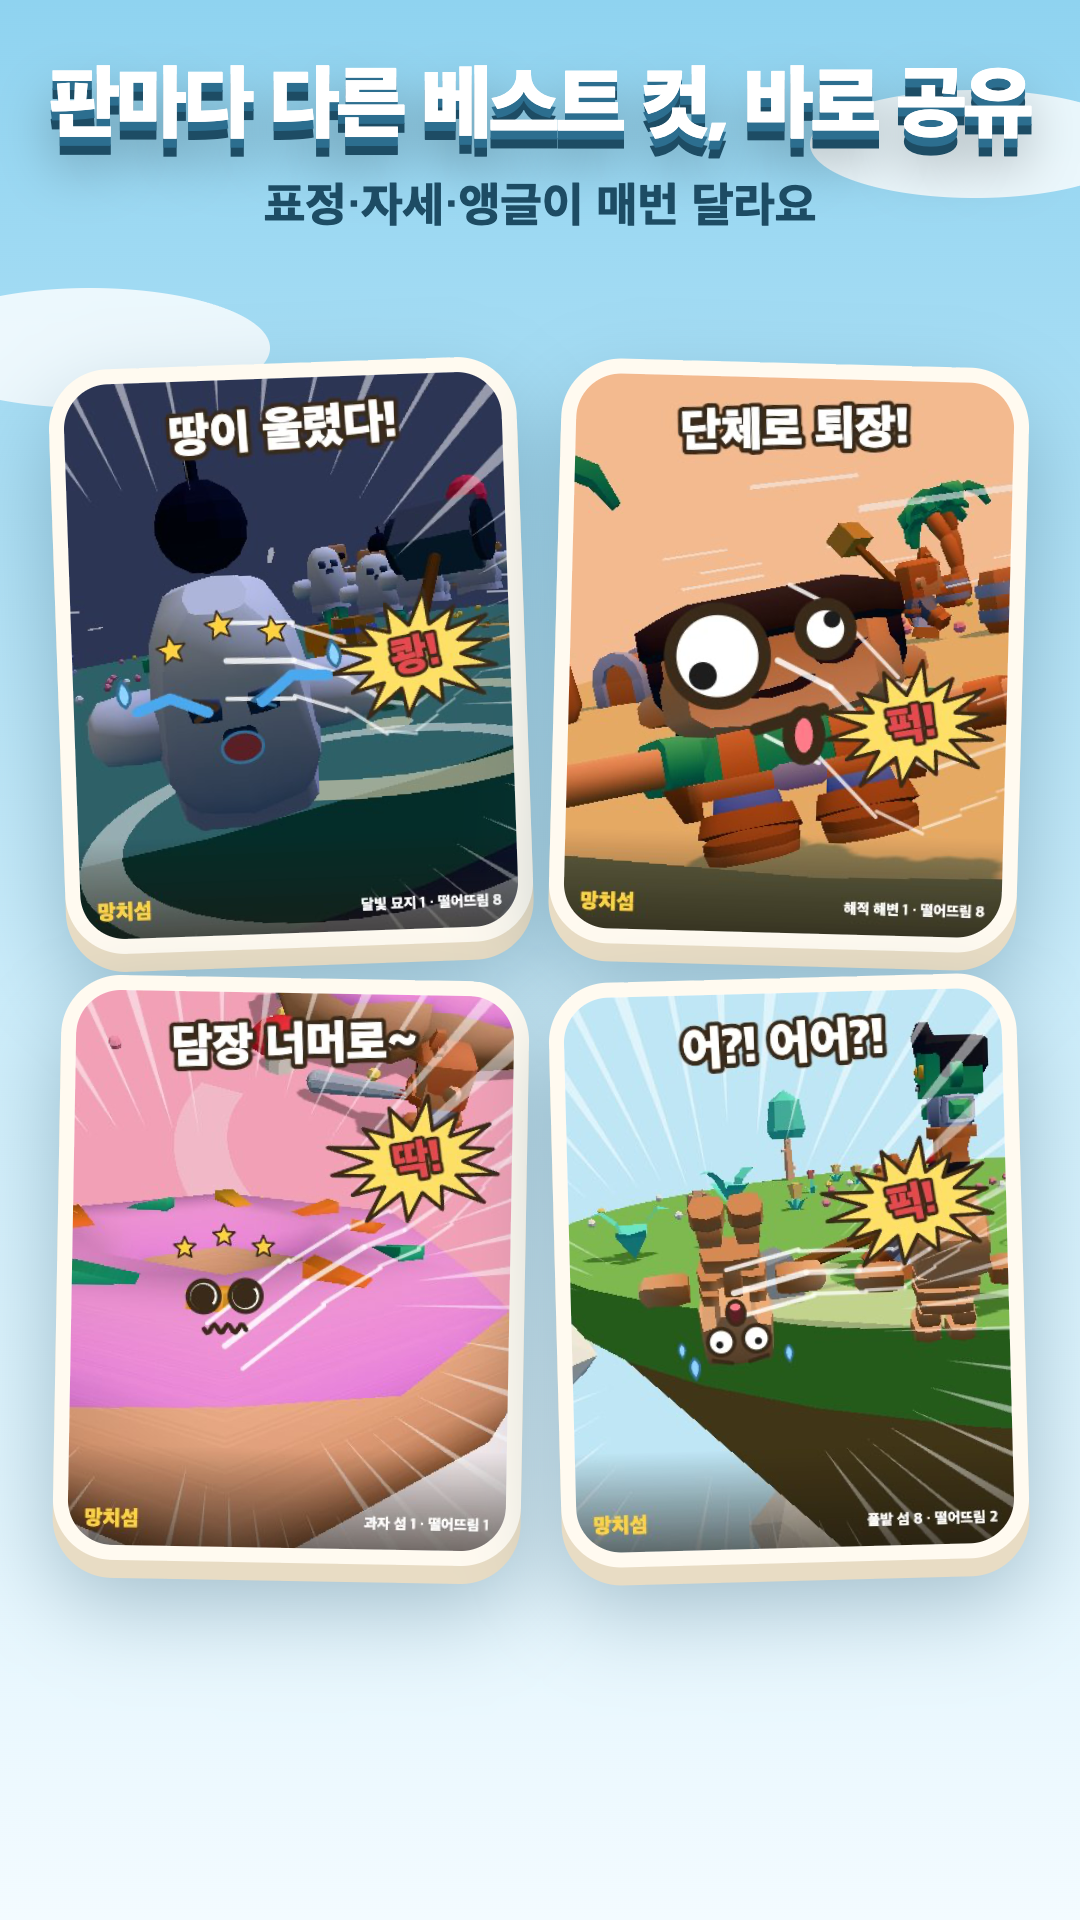 판마다 다른 베스트 컷, 바로 공유
표정·자세·앵글이 매번 달라요
땅이 울렸다!
쾅!
망치섬
달빛 묘지 1 · 떨어뜨림 8
단체로 퇴장!
퍽!
망치섬
해적 해변 1 · 떨어뜨림 8
담장 너머로~
딱!
망치섬
과자 섬 1 · 떨어뜨림 1
어?! 어어?!
퍽!
망치섬
풀밭 섬 8 · 떨어뜨림 2